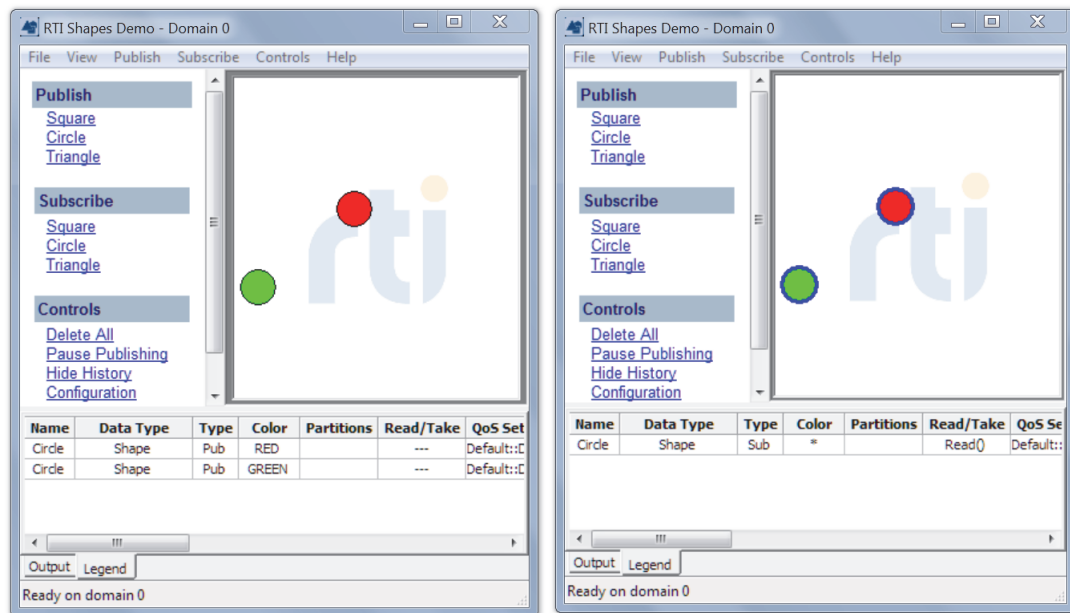 RTI Shapes Demo - Domain 0
File View Publish Subscribe Controls Help
Publish
Square
Circle
Triangle
Subscribe
Square
Circle
Triangle
Controls
Delete All
Pause Publishing
Hide History
Configuration
rti
Name Data Type Type Color Partitions Read/Take QoS Set
Circle Shape Pub RED --- Default::D
Circle Shape Pub GREEN --- Default::D
Output Legend
Ready on domain 0
RTI Shapes Demo - Domain 0
File View Publish Subscribe Controls Help
Publish
Square
Circle
Triangle
Subscribe
Square
Circle
Triangle
Controls
Delete All
Pause Publishing
Hide History
Configuration
rti
Name Data Type Type Color Partitions Read/Take QoS Se
Circle Shape Sub * Read() Default::
Output Legend
Ready on domain 0